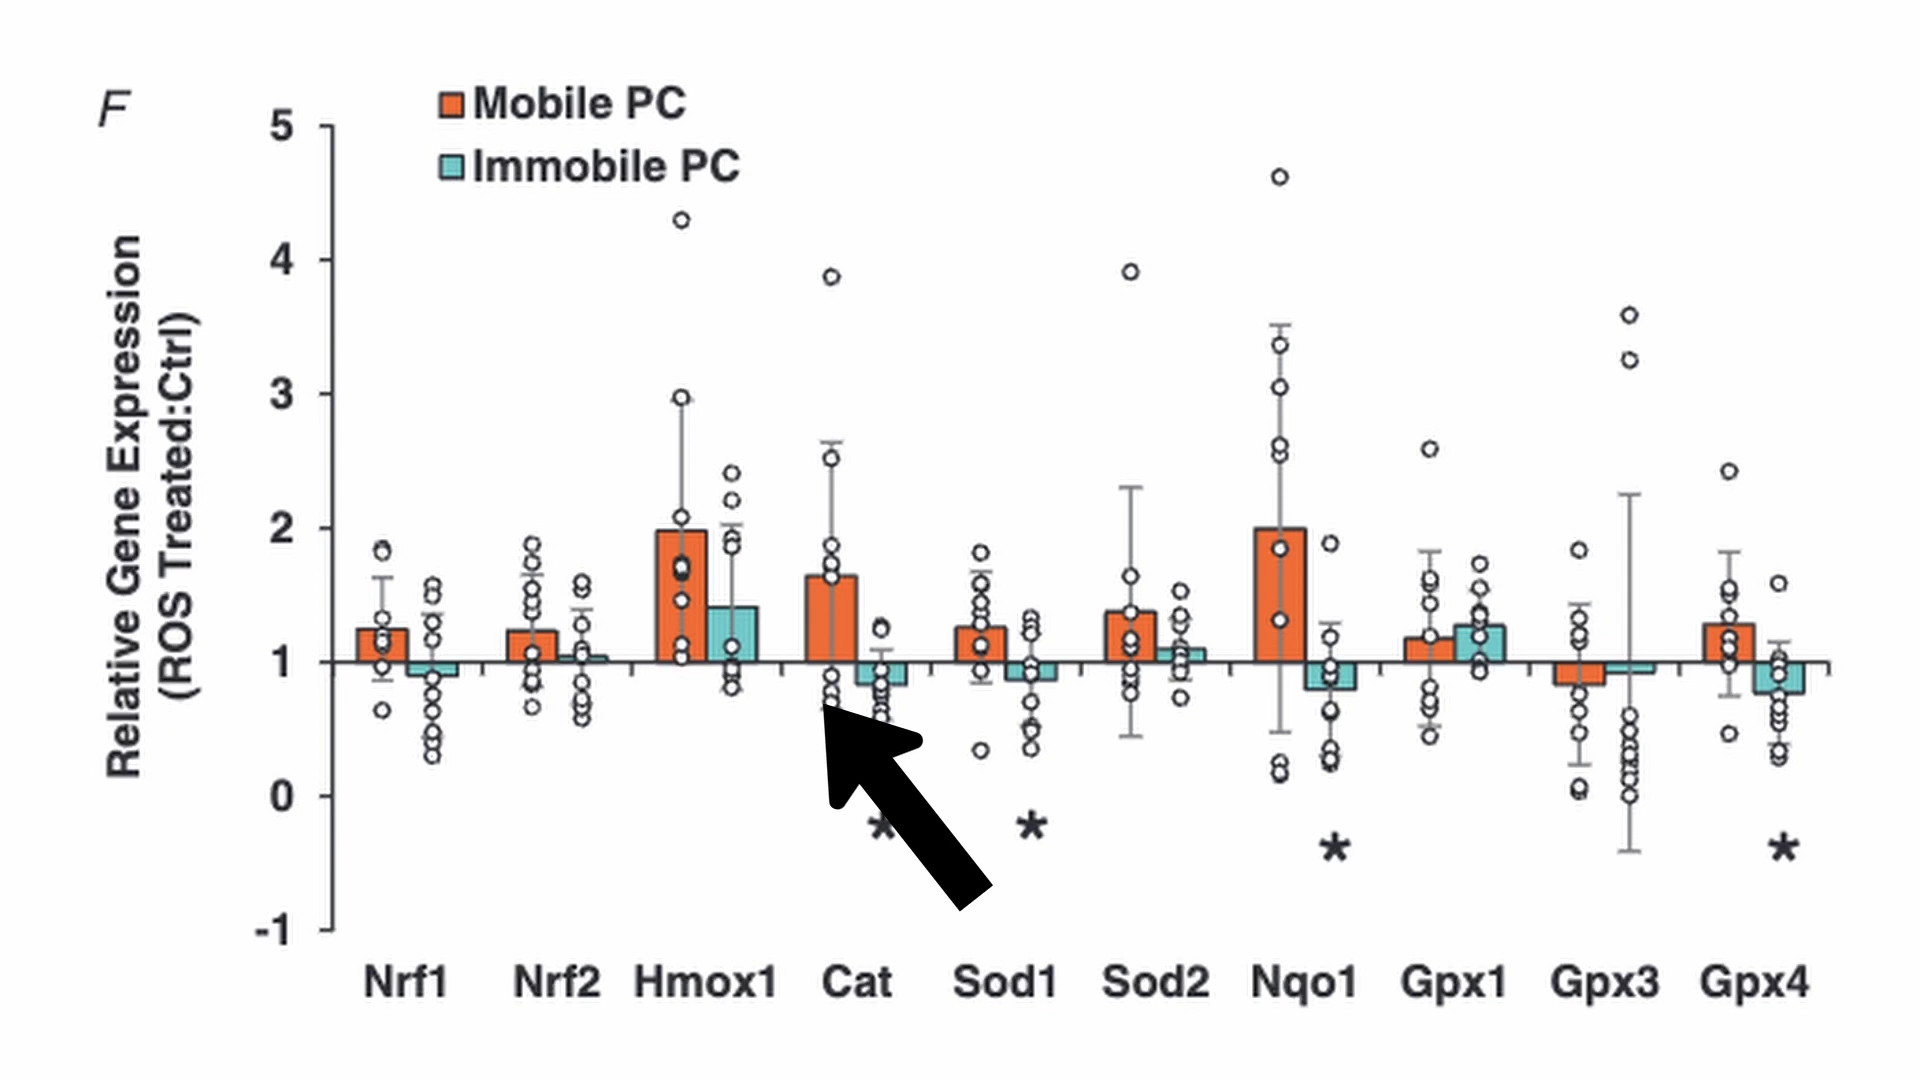 F
Mobile PC
Immobile PC
Relative Gene Expression
(ROS Treated:Ctrl)
5
4
3
2
1
0
-1
*
*
*
*
Nrf1 Nrf2 Hmox1 Cat Sod1 Sod2 Nqo1 Gpx1 Gpx3 Gpx4